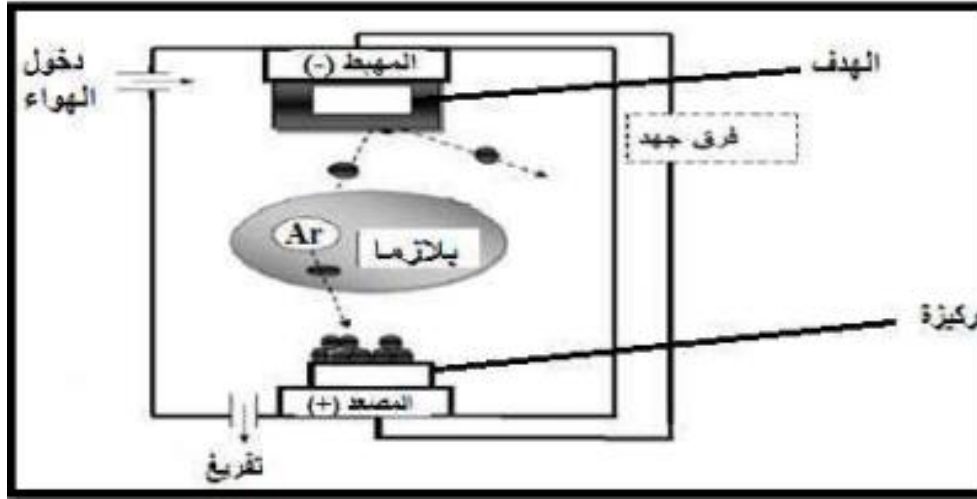 دخول
الهواء
المهبط (-)
الهدف
فرق جهد
Ar
بلازما
ركيزة
المصعد (+)
تفريغ